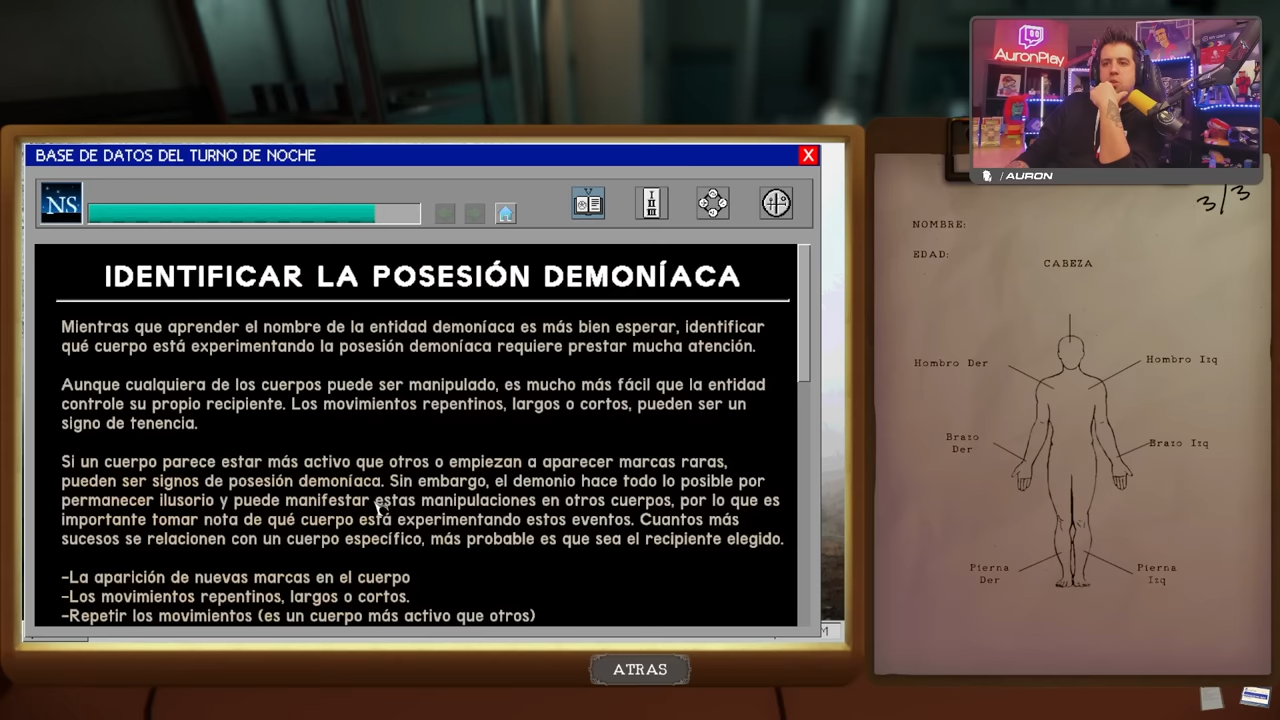 AuronPlay
/AURON
BASE DE DATOS DEL TURNO DE NOCHE
X
NS
I
II
III
IDENTIFICAR LA POSESIÓN DEMONÍACA
Mientras que aprender el nombre de la entidad demoníaca es más bien esperar, identificar
qué cuerpo está experimentando la posesión demoníaca requiere prestar mucha atención.
Aunque cualquiera de los cuerpos puede ser manipulado, es mucho más fácil que la entidad
controle su propio recipiente. Los movimientos repentinos, largos o cortos, pueden ser un
signo de tenencia.
Si un cuerpo parece estar más activo que otros o empiezan a aparecer marcas raras,
pueden ser signos de posesión demoníaca. Sin embargo, el demonio hace todo lo posible por
permanecer ilusorio y puede manifestar estas manipulaciones en otros cuerpos, por lo que es
importante tomar nota de qué cuerpo está experimentando estos eventos. Cuantos más
sucesos se relacionen con un cuerpo específico, más probable es que sea el recipiente elegido.
-La aparición de nuevas marcas en el cuerpo
-Los movimientos repentinos, largos o cortos.
-Repetir los movimientos (es un cuerpo más activo que otros)
ATRAS
3/3
NOMBRE:
EDAD:
CABEZA
Hombro Der
Hombro Izq
Brazo
Der
Brazo Izq
Pierna
Der
Pierna
Izq